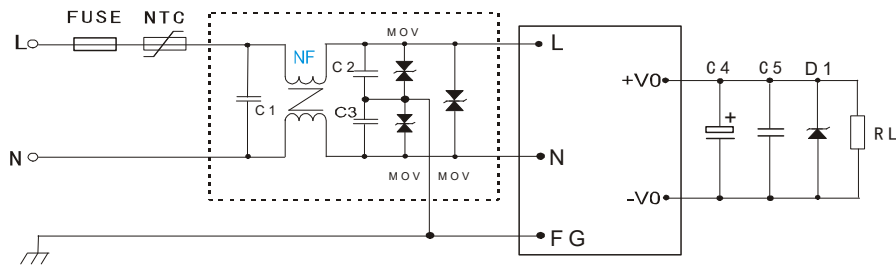 FUSE NTC
MOV
L
NF
L
C2
C4 C5 D1
+V0
C1
C3
+
RL
N
N
MOV MOV
-V0
FG